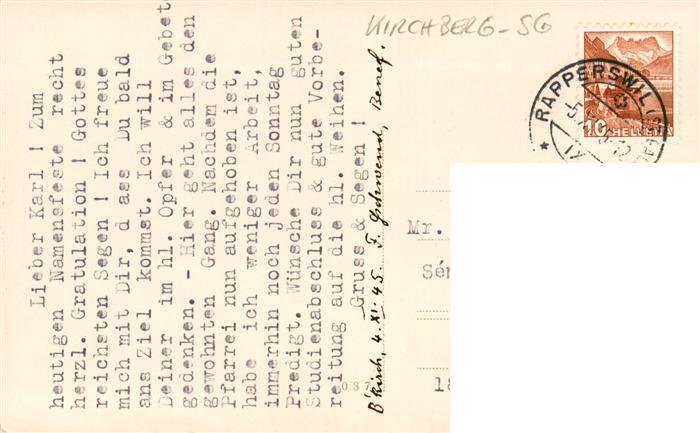 KIRCHBERG-SG
Lieber Karl ! Zum
heutigen Namensfeste recht
herzl. Gratulation ! Gottes
reichsten Segen ! Ich freue
mich mit Dir, d ass Du bald
ans Ziel kommst. Ich will
Deiner im hl. Opfer & im Gebet
gedenken. - Hier geht alles den
gewohnten Gang. Nachdem die
Pfarrei nun aufgehoben ist,
habe ich weniger Arbeit,
immerhin noch jeden Sonntag
Predigt. Wünsche Dir nun guten
Studienabschluss & gute Vorbe-
reitung auf die hl. Weihen.
Gruss & Segen !
B'kirch, 4.XI.45. F. Gschwend, Benef.
RAPPERSWIL
10 HELVETIA
Mr.
Sém
18
087